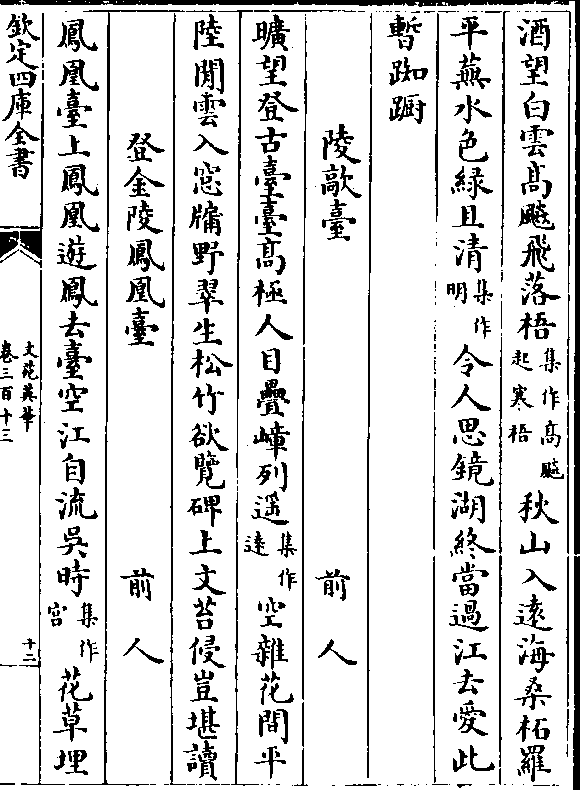 酒望白雲髙飈飛落梧集作髙飈起寒梧秋山入逺海桑柘羅
平蕪水色緑且清集作明令人思鏡湖終當過江去愛此
暫踟蹰
陵歊臺 前人
曠望登古臺臺髙極人目疊嶂列遥集作逺空雜花間平
陸閒雲入窓牖野翠生松竹欲覽碑上文苔侵豈堪讀
登金陵鳳凰臺 前人
鳳凰臺上鳳凰遊鳳去臺空江自流吳時集作宫花草埋
欽定四庫全書
文苑英華
卷三百十三
十二